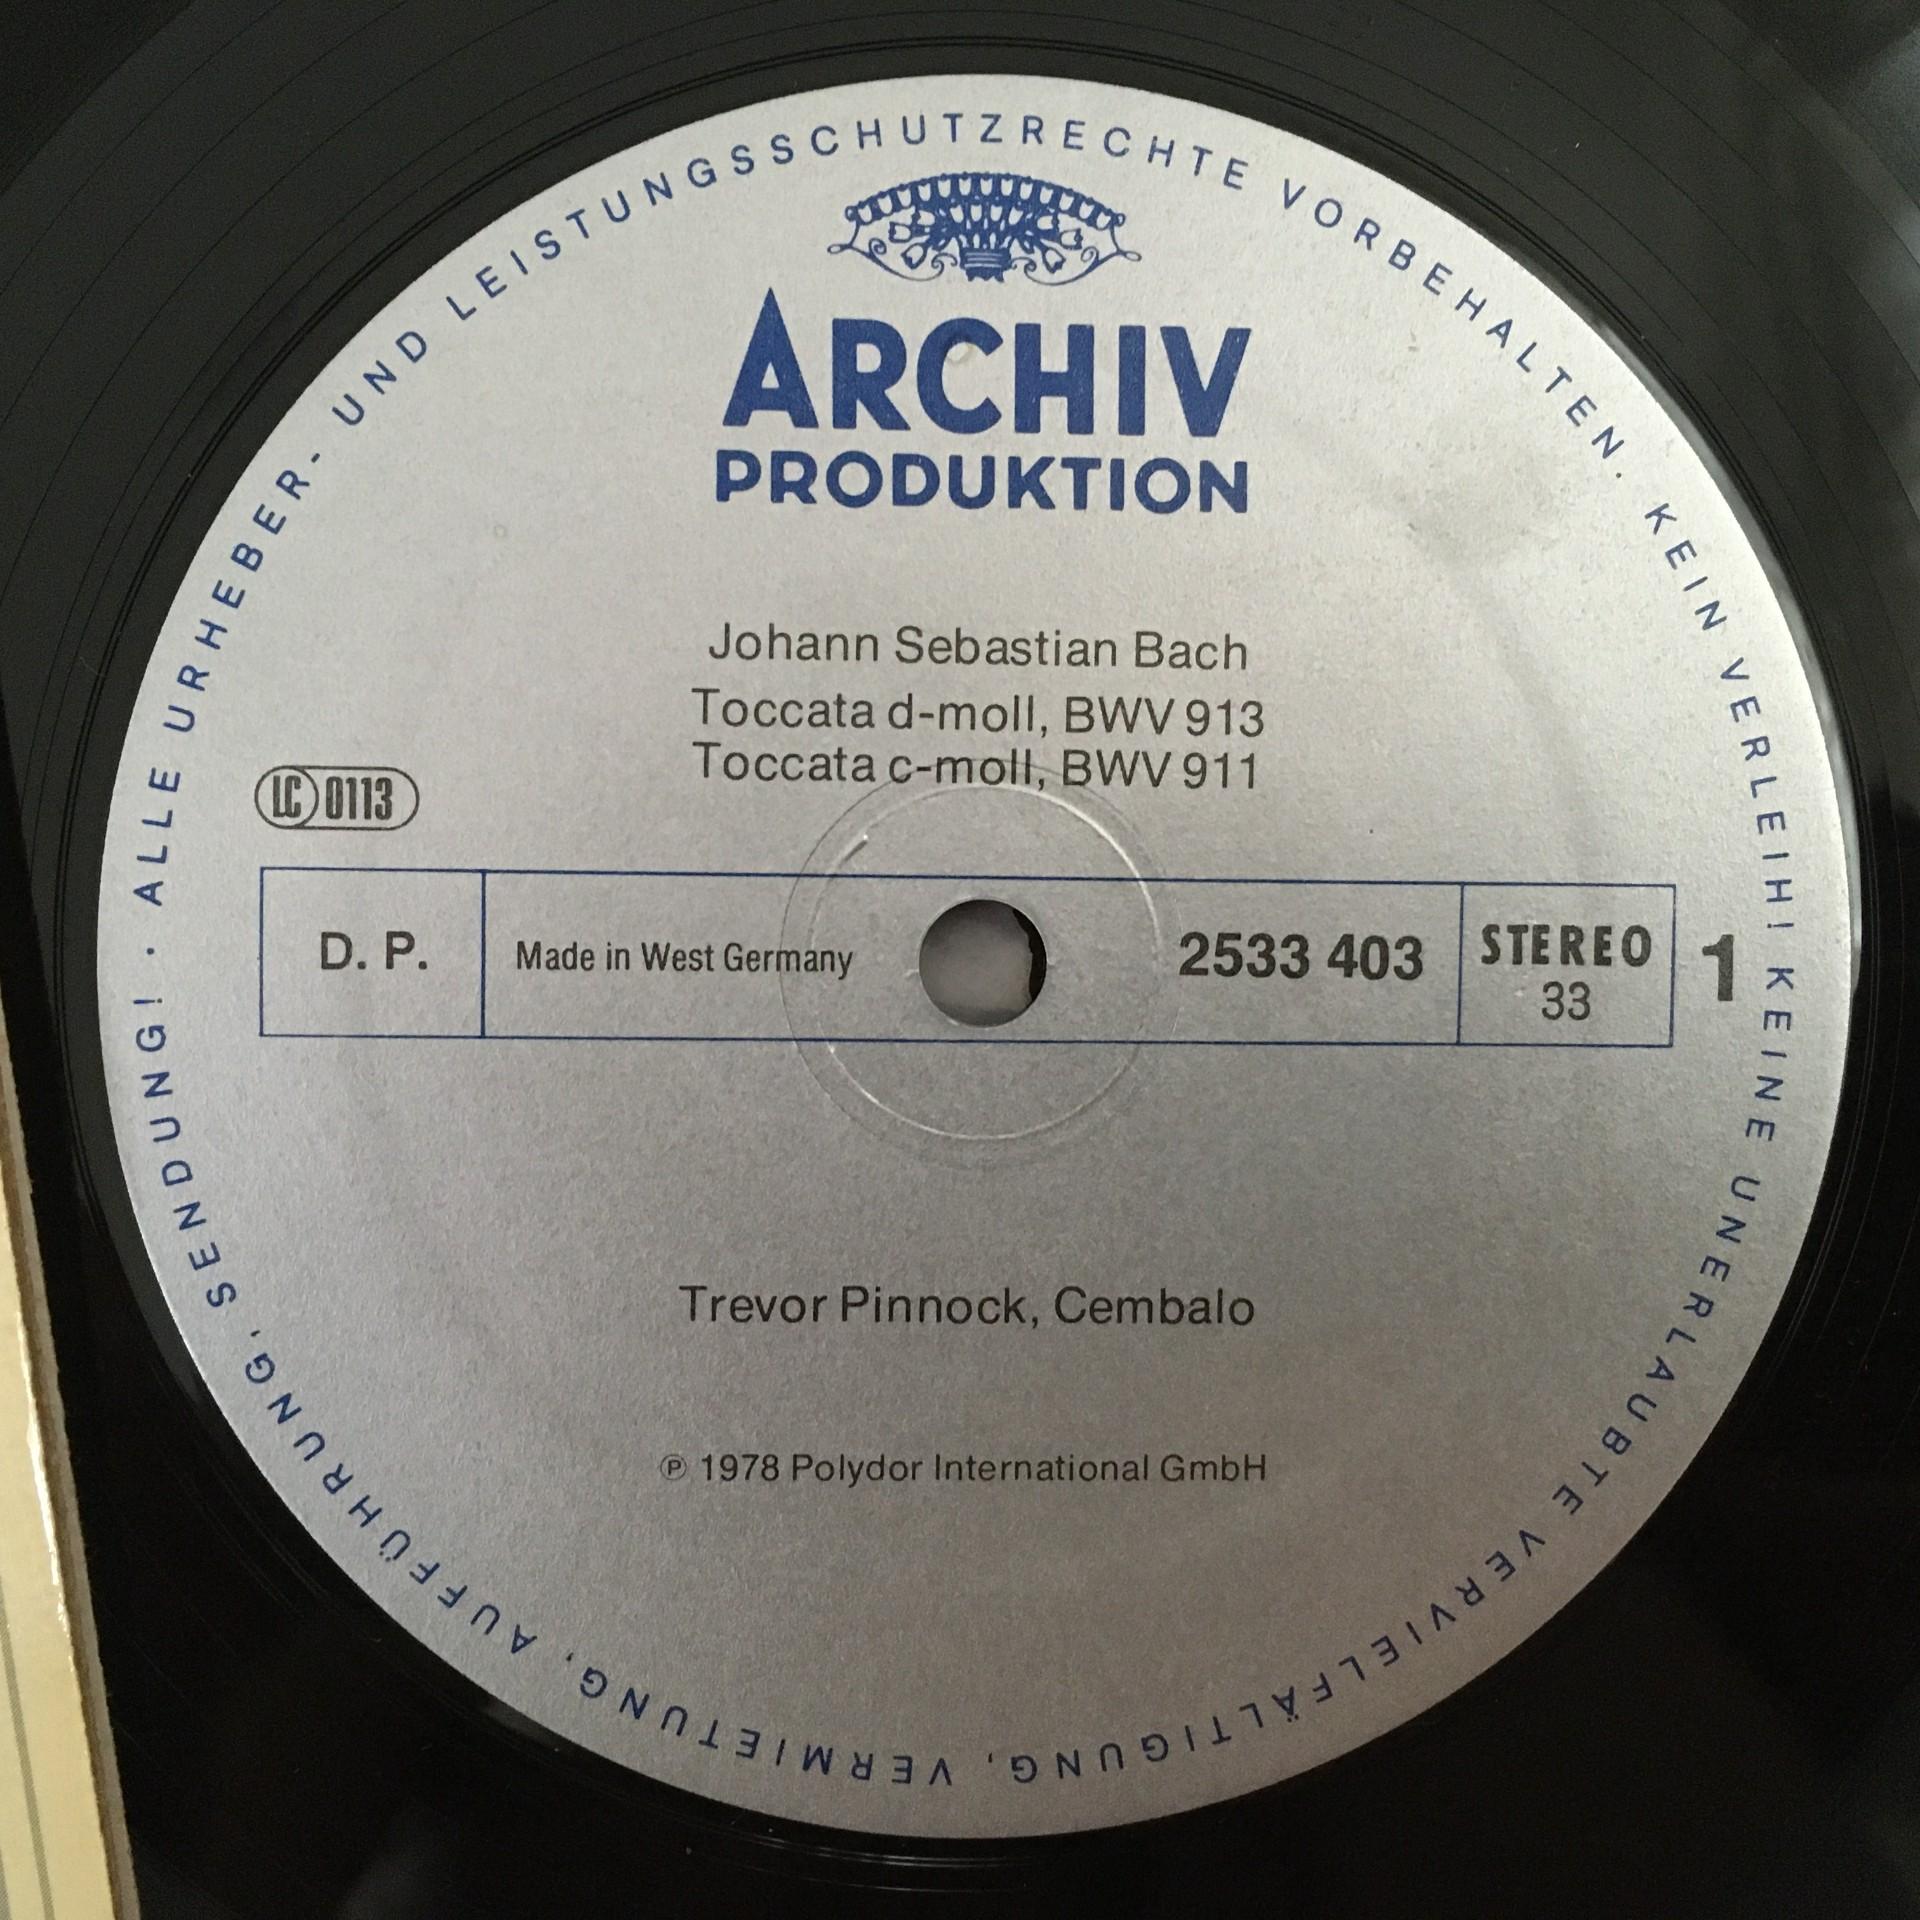 ALLE URHEBER- UND LEISTUNGSSCHUTZRECHTE VORBEHALTEN. KEIN VERLEIH! KEINE UNERLAUBTE VERVIELFÄLTIGUNG, VERMIETUNG, AUFFÜHRUNG, SENDUNG! ·
ARCHIV
PRODUKTION
Johann Sebastian Bach
Toccata d-moll, BWV 913
Toccata c-moll, BWV 911
LC 0113
D. P.
Made in West Germany
2533 403
STEREO
33
1
Trevor Pinnock, Cembalo
℗ 1978 Polydor International GmbH